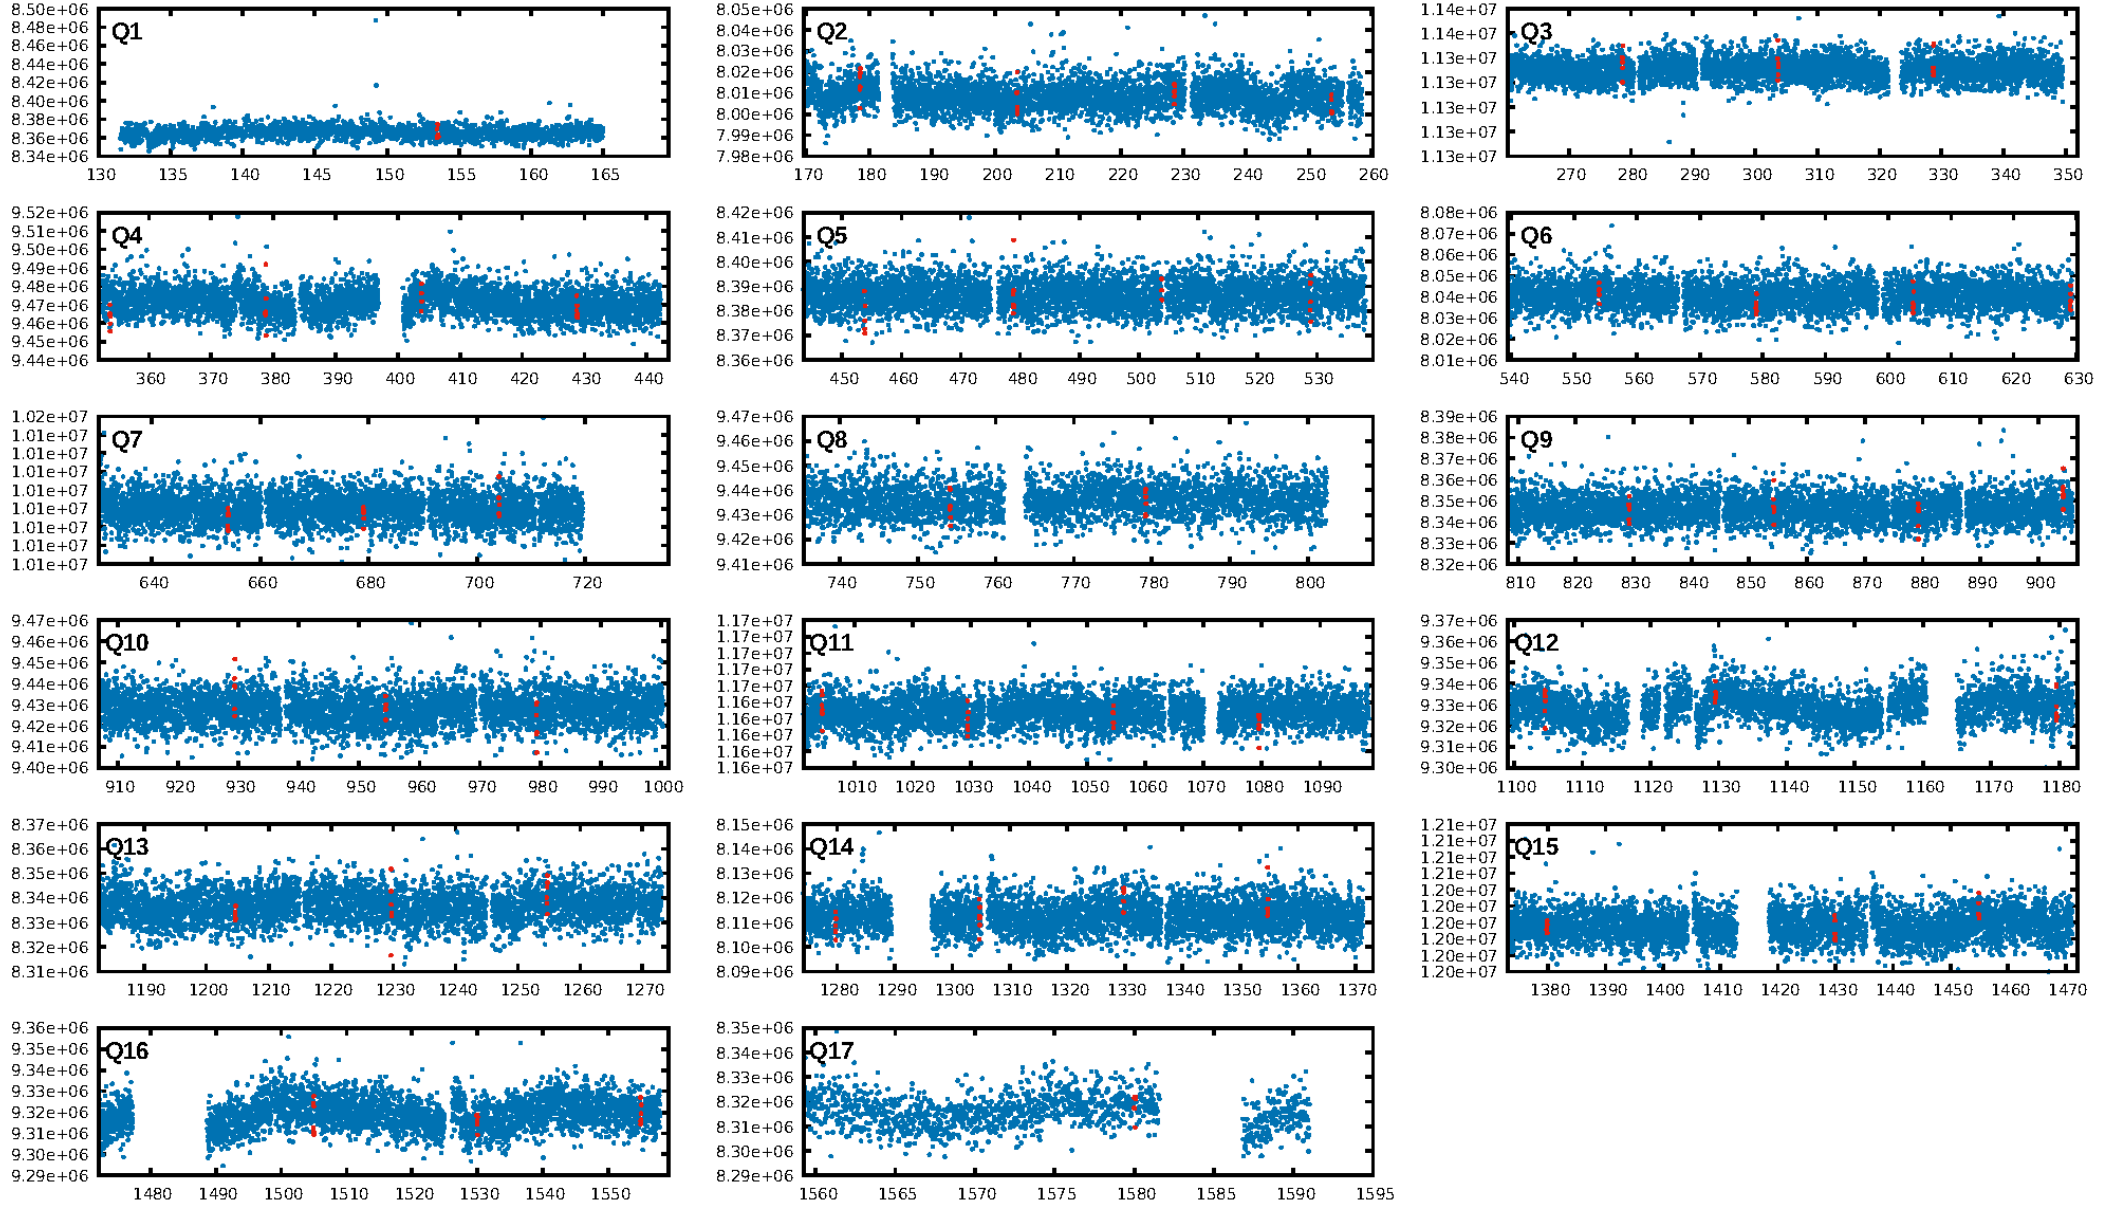 8.50e+06
8.48e+06
8.46e+06
8.44e+06
8.42e+06
8.40e+06
8.38e+06
8.36e+06
8.34e+06
Q1
130 135 140 145 150 155 160 165
8.05e+06
8.04e+06
8.03e+06
8.02e+06
8.01e+06
8.00e+06
7.99e+06
7.98e+06
Q2
170 180 190 200 210 220 230 240 250 260
1.14e+07
1.14e+07
1.13e+07
1.13e+07
1.13e+07
1.13e+07
1.13e+07
Q3
270 280 290 300 310 320 330 340 350
9.52e+06
9.51e+06
9.50e+06
9.49e+06
9.48e+06
9.47e+06
9.46e+06
9.45e+06
9.44e+06
Q4
360 370 380 390 400 410 420 430 440
8.42e+06
8.41e+06
8.40e+06
8.39e+06
8.38e+06
8.37e+06
8.36e+06
Q5
450 460 470 480 490 500 510 520 530
8.08e+06
8.07e+06
8.06e+06
8.05e+06
8.04e+06
8.03e+06
8.02e+06
8.01e+06
Q6
540 550 560 570 580 590 600 610 620 630
1.02e+07
1.01e+07
1.01e+07
1.01e+07
1.01e+07
1.01e+07
1.01e+07
1.01e+07
1.01e+07
Q7
640 660 680 700 720
9.47e+06
9.46e+06
9.45e+06
9.44e+06
9.43e+06
9.42e+06
9.41e+06
Q8
740 750 760 770 780 790 800
8.39e+06
8.38e+06
8.37e+06
8.36e+06
8.35e+06
8.34e+06
8.33e+06
8.32e+06
Q9
810 820 830 840 850 860 870 880 890 900
9.47e+06
9.46e+06
9.45e+06
9.44e+06
9.43e+06
9.42e+06
9.41e+06
9.40e+06
Q10
910 920 930 940 950 960 970 980 990 1000
1.17e+07
1.17e+07
1.17e+07
1.17e+07
1.17e+07
1.16e+07
1.16e+07
1.16e+07
1.16e+07
1.16e+07
Q11
1010 1020 1030 1040 1050 1060 1070 1080 1090
9.37e+06
9.36e+06
9.35e+06
9.34e+06
9.33e+06
9.32e+06
9.31e+06
9.30e+06
Q12
1100 1110 1120 1130 1140 1150 1160 1170 1180
8.37e+06
8.36e+06
8.35e+06
8.34e+06
8.33e+06
8.32e+06
8.31e+06
Q13
1190 1200 1210 1220 1230 1240 1250 1260 1270
8.15e+06
8.14e+06
8.13e+06
8.12e+06
8.11e+06
8.10e+06
8.09e+06
Q14
1280 1290 1300 1310 1320 1330 1340 1350 1360 1370
1.21e+07
1.21e+07
1.21e+07
1.21e+07
1.20e+07
1.20e+07
1.20e+07
1.20e+07
1.20e+07
1.20e+07
Q15
1380 1390 1400 1410 1420 1430 1440 1450 1460 1470
9.36e+06
9.35e+06
9.34e+06
9.33e+06
9.32e+06
9.31e+06
9.30e+06
9.29e+06
Q16
1480 1490 1500 1510 1520 1530 1540 1550
8.35e+06
8.34e+06
8.33e+06
8.32e+06
8.31e+06
8.30e+06
8.29e+06
Q17
1560 1565 1570 1575 1580 1585 1590 1595